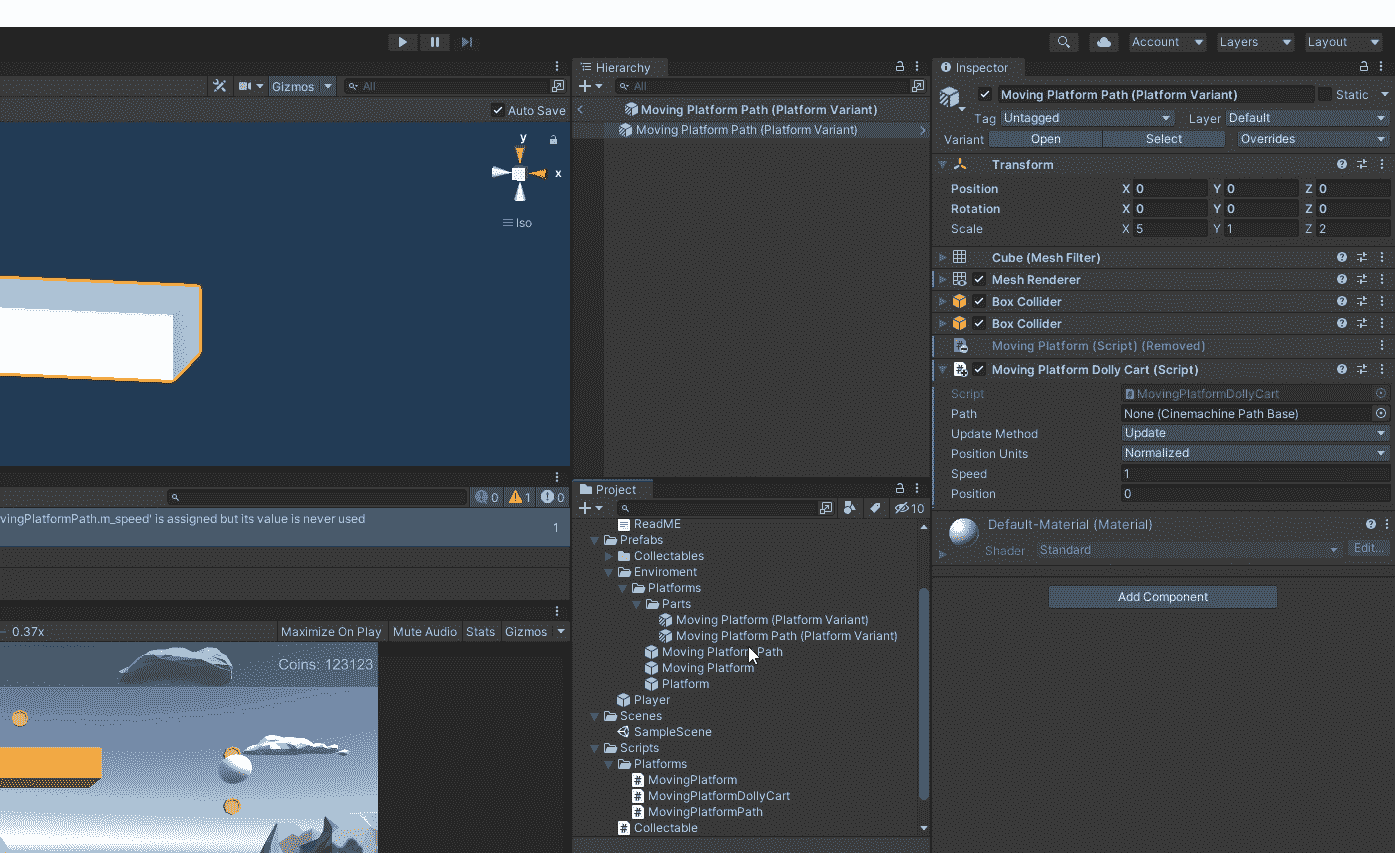 Account
Layers
Layout
Gizmos
All
Auto Save
y
x
Iso
0
1
0
vingPlatformPath.m_speed' is assigned but its value is never used
1
0.37x
Maximize On Play
Mute Audio
Stats
Gizmos
Coins: 123123
Hierarchy
All
Moving Platform Path (Platform Variant)
Moving Platform Path (Platform Variant)
Project
10
ReadME
Prefabs
Collectables
Enviroment
Platforms
Parts
Moving Platform (Platform Variant)
Moving Platform Path (Platform Variant)
Moving Platform Path
Moving Platform
Platform
Player
Scenes
SampleScene
Scripts
Platforms
MovingPlatform
MovingPlatformDollyCart
MovingPlatformPath
Collectable
Inspector
Moving Platform Path (Platform Variant)
Static
Tag Untagged Layer Default
Variant Open Select Overrides
Transform
Position X 0 Y 0 Z 0
Rotation X 0 Y 0 Z 0
Scale X 5 Y 1 Z 2
Cube (Mesh Filter)
Mesh Renderer
Box Collider
Box Collider
Moving Platform (Script) (Removed)
Moving Platform Dolly Cart (Script)
Script MovingPlatformDollyCart
Path None (Cinemachine Path Base)
Update Method Update
Position Units Normalized
Speed 1
Position 0
Default-Material (Material)
Shader Standard Edit...
Add Component